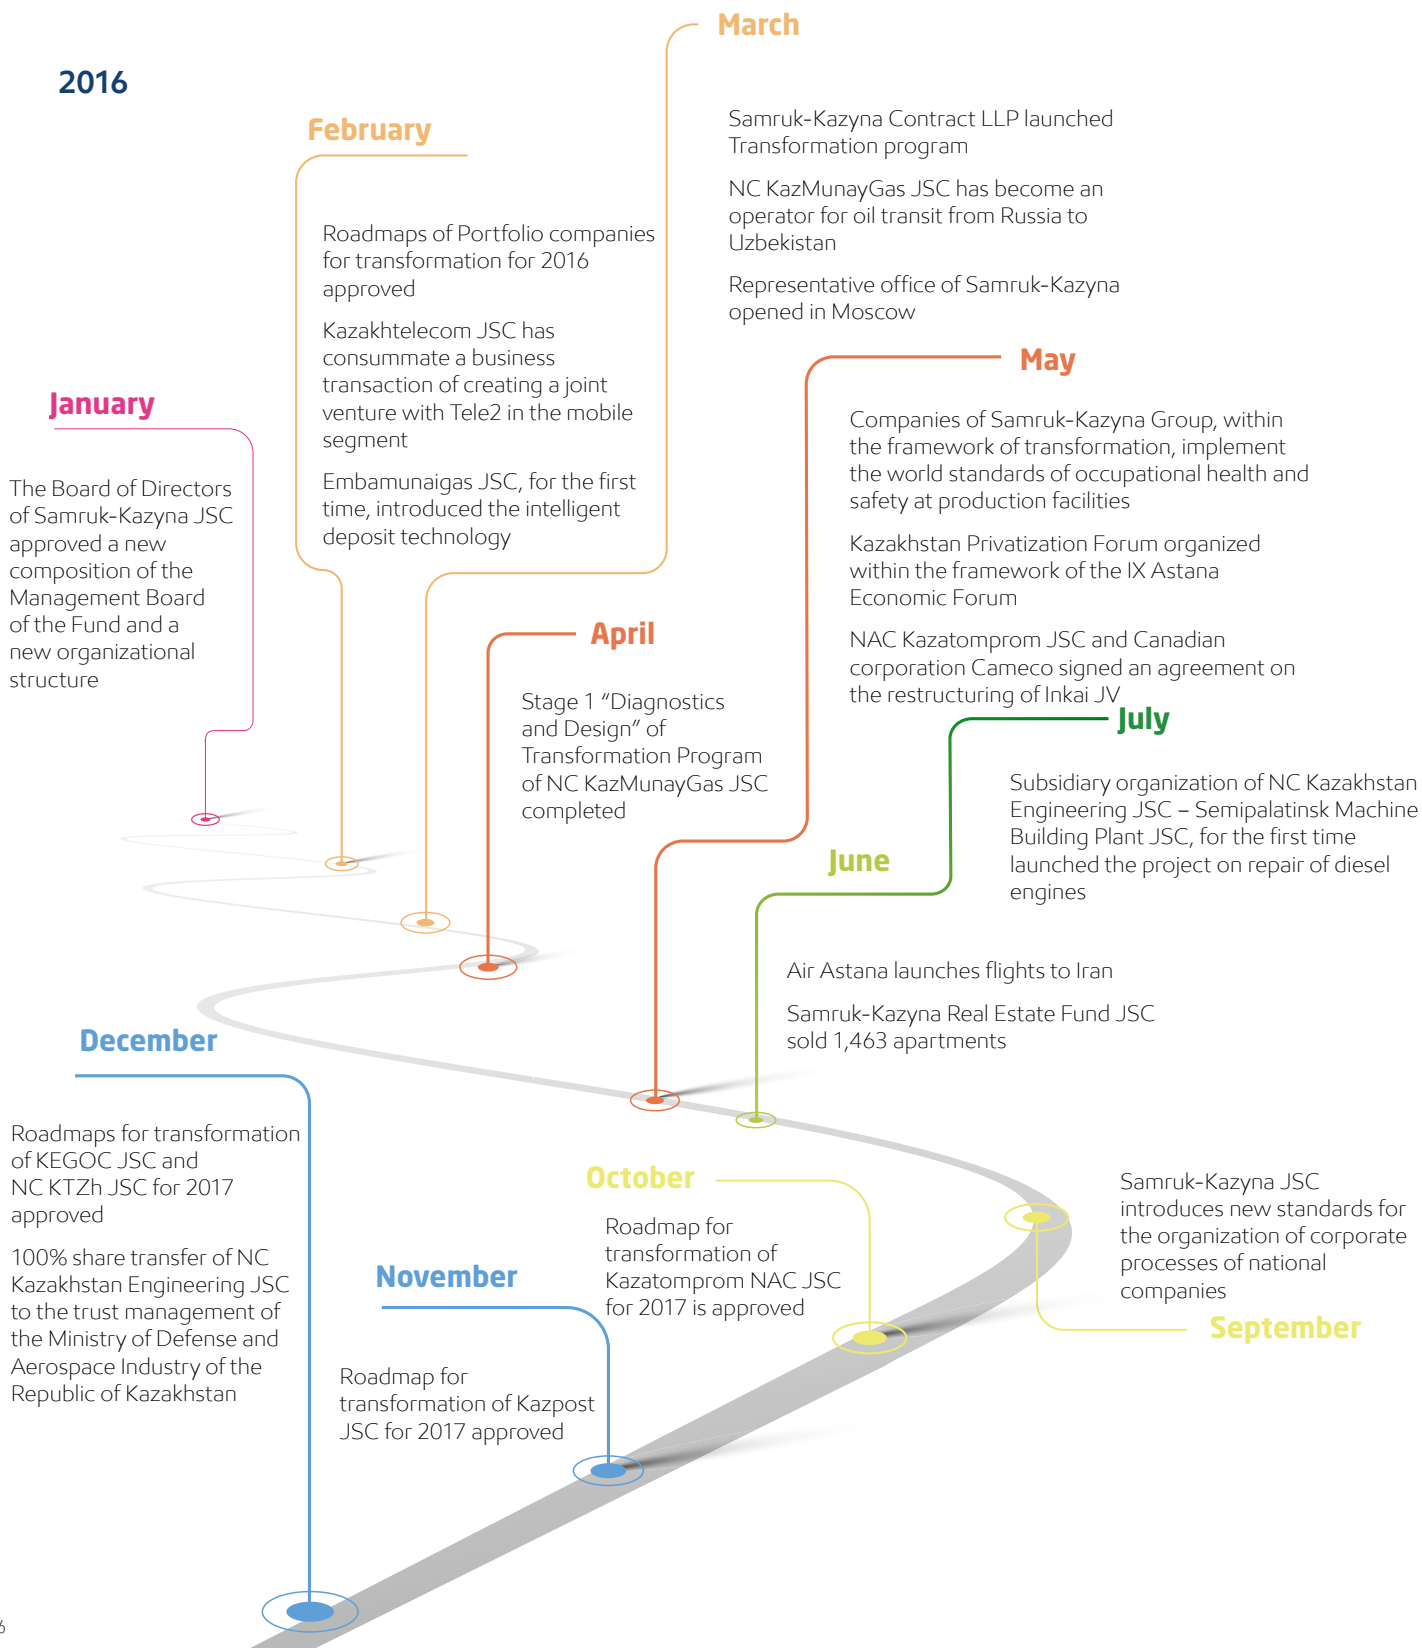 2016
January
The Board of Directors
of Samruk-Kazyna JSC
approved a new
composition of the
Management Board
of the Fund and a
new organizational
structure
February
Roadmaps of Portfolio companies
for transformation for 2016
approved
Kazakhtelecom JSC has
consummate a business
transaction of creating a joint
venture with Tele2 in the mobile
segment
Embamunaigas JSC, for the first
time, introduced the intelligent
deposit technology
March
Samruk-Kazyna Contract LLP launched
Transformation program
NC KazMunayGas JSC has become an
operator for oil transit from Russia to
Uzbekistan
Representative office of Samruk-Kazyna
opened in Moscow
April
Stage 1 “Diagnostics
and Design” of
Transformation Program
of NC KazMunayGas JSC
completed
May
Companies of Samruk-Kazyna Group, within
the framework of transformation, implement
the world standards of occupational health and
safety at production facilities
Kazakhstan Privatization Forum organized
within the framework of the IX Astana
Economic Forum
NAC Kazatomprom JSC and Canadian
corporation Cameco signed an agreement on
the restructuring of Inkai JV
June
Air Astana launches flights to Iran
Samruk-Kazyna Real Estate Fund JSC
sold 1,463 apartments
July
Subsidiary organization of NC Kazakhstan
Engineering JSC – Semipalatinsk Machine
Building Plant JSC, for the first time
launched the project on repair of diesel
engines
Samruk-Kazyna JSC
introduces new standards for
the organization of corporate
processes of national
companies
September
October
Roadmap for
transformation of
Kazatomprom NAC JSC
for 2017 is approved
November
Roadmap for
transformation of Kazpost
JSC for 2017 approved
December
Roadmaps for transformation
of KEGOC JSC and
NC KTZh JSC for 2017
approved
100% share transfer of NC
Kazakhstan Engineering JSC
to the trust management of
the Ministry of Defense and
Aerospace Industry of the
Republic of Kazakhstan
6